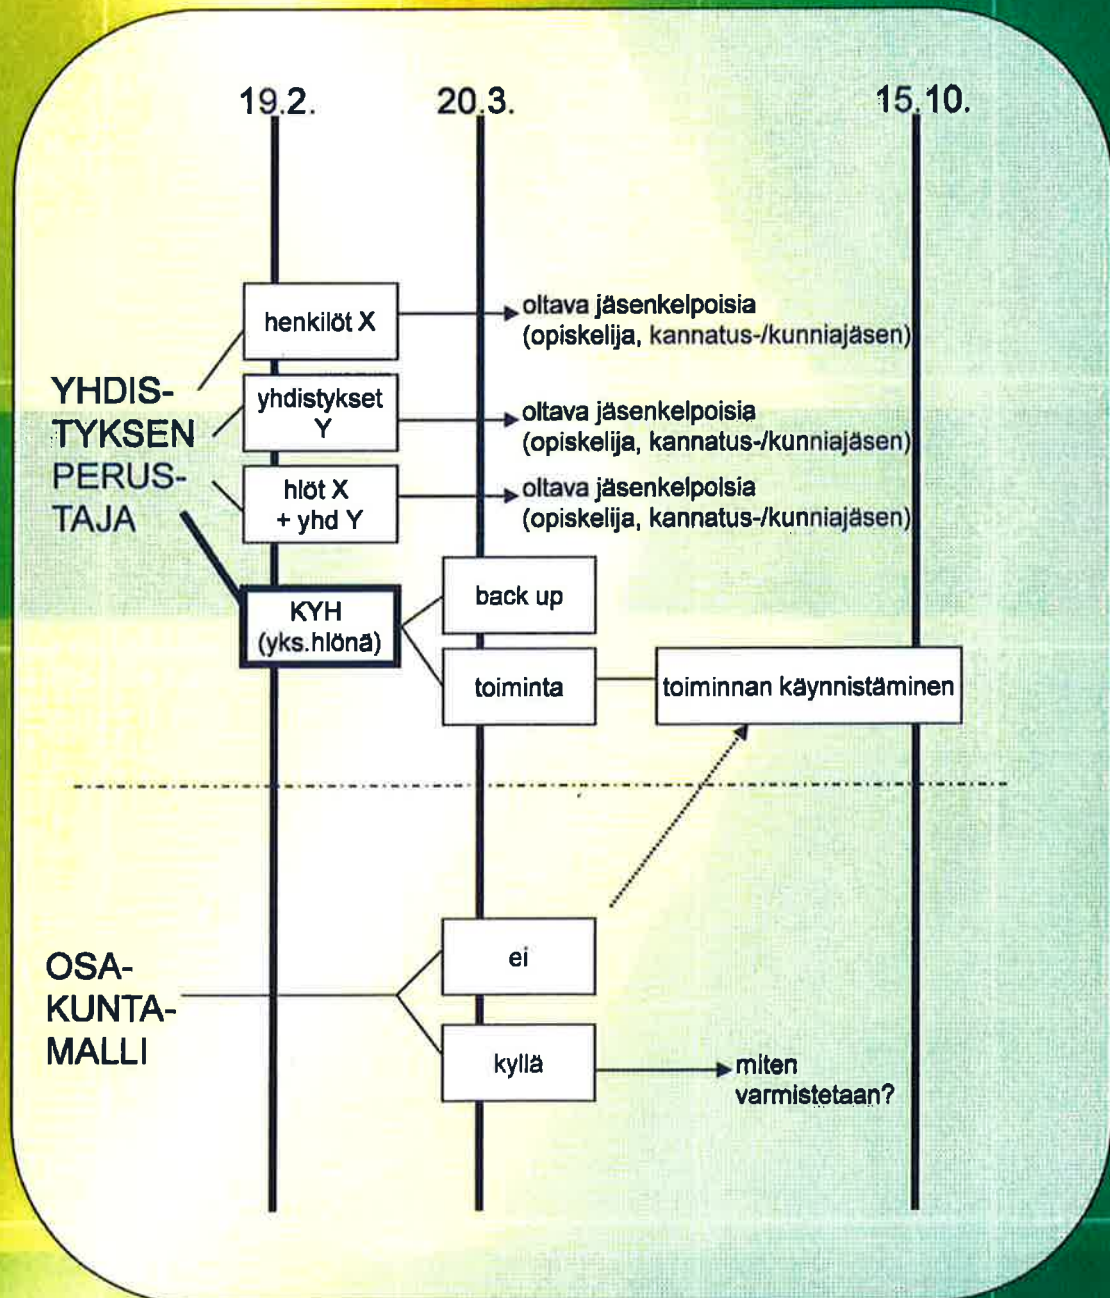 19.2.
20.3.
15.10.
henkilöt X
oltava jäsenkelpoisia
(opiskelija, kannatus-/kunniajäsen)
YHDIS-
TYKSEN
PERUS-
TAJA
yhdistykset
Y
oltava jäsenkelpoisia
(opiskelija, kannatus-/kunniajäsen)
hlöt X
+ yhd Y
oltava jäsenkelpoisia
(opiskelija, kannatus-/kunniajäsen)
KYH
(yks.hlönä)
back up
toiminta
toiminnan käynnistäminen
OSA-
KUNTA-
MALLI
ei
kyllä
miten
varmistetaan?